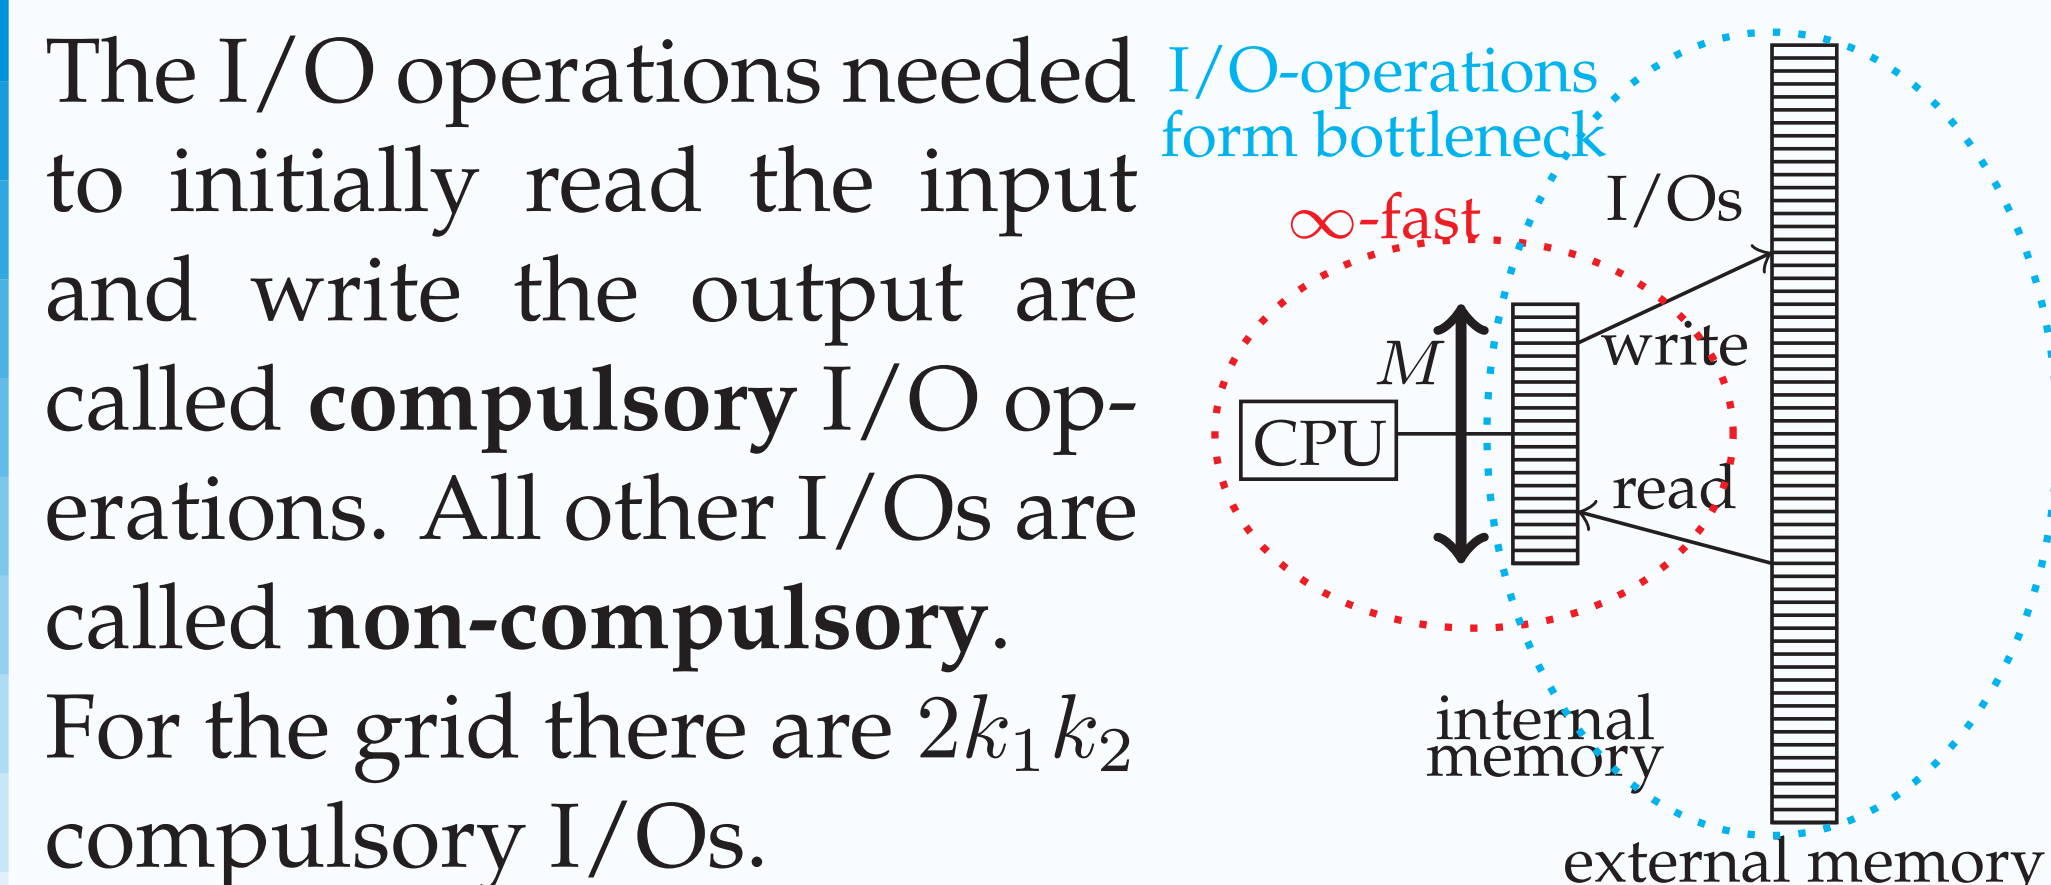 The I/O operations needed
to initially read the input
and write the output are
called compulsory I/O op-
erations. All other I/Os are
called non-compulsory.
For the grid there are 2k₁k₂
compulsory I/Os.
I/O-operations
form bottleneck
∞-fast
I/Os
write
M
CPU
read
internal
memory
external memory